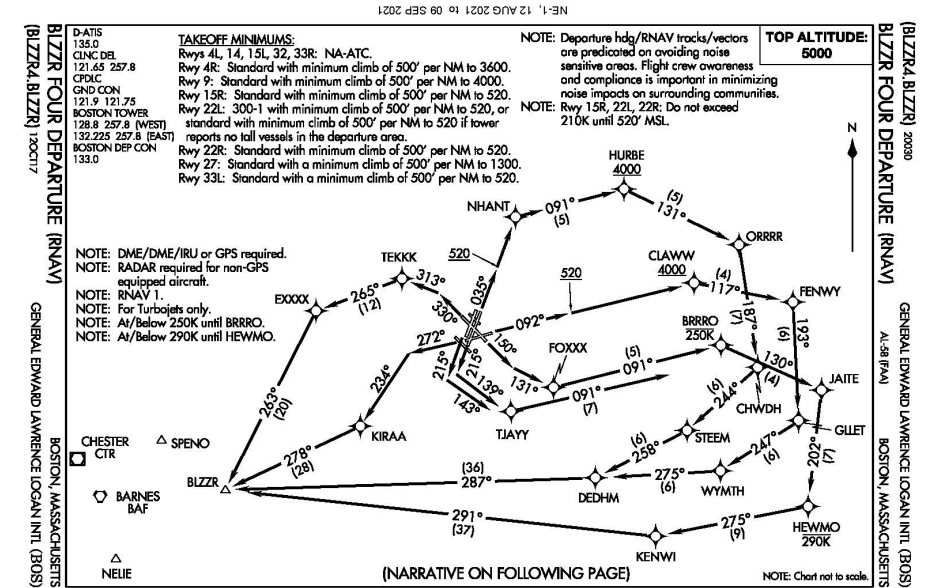 NE-1, 12 AUG 2021 to 09 SEP 2021
(BLZZR4.BLZZR) 12OCT17
BLZZR FOUR DEPARTURE (RNAV)
GENERAL EDWARD LAWRENCE LOGAN INTL (BOS)
BOSTON, MASSACHUSETTS
D-ATIS
135.0
CLNC DEL
121.65 257.8
CPDLC
GND CON
121.9 121.75
BOSTON TOWER
128.8 257.8 (WEST)
132.225 257.8 (EAST)
BOSTON DEP CON
133.0
TAKEOFF MINIMUMS:
Rwys 4L, 14, 15L, 32, 33R: NA-ATC.
Rwy 4R: Standard with minimum climb of 500' per NM to 3600.
Rwy 9: Standard with minimum climb of 500' per NM to 4000.
Rwy 15R: Standard with minimum climb of 500' per NM to 520.
Rwy 22L: 300-1 with minimum climb of 500' per NM to 520, or
standard with minimum climb of 500' per NM to 520 if tower
reports no tall vessels in the departure area.
Rwy 22R: Standard with minimum climb of 500' per NM to 520.
Rwy 27: Standard with a minimum climb of 500' per NM to 1300.
Rwy 33L: Standard with a minimum climb of 500' per NM to 520.
NOTE: Departure hdg/RNAV tracks/vectors
are predicated on avoiding noise
sensitive areas. Flight crew awareness
and compliance is important in minimizing
noise impacts on surrounding communities.
NOTE: Rwy 15R, 22L, 22R: Do not exceed
210K until 520' MSL.
TOP ALTITUDE:
5000
(BLZZR4.BLZZR) 20030
BLZZR FOUR DEPARTURE (RNAV)
AL-58 (FAA)
GENERAL EDWARD LAWRENCE LOGAN INTL (BOS)
BOSTON, MASSACHUSETTS
N
NOTE: DME/DME/IRU or GPS required.
NOTE: RADAR required for non-GPS
equipped aircraft.
NOTE: RNAV 1.
NOTE: For Turbojets only.
NOTE: At/Below 250K until BRRRO.
NOTE: At/Below 290K until HEWMO.
HURBE
4000
NHANT
091°
(5)
(5)
131°
ORRRR
TEKKK
520
CLAWW
4000
(4)
117°
313°
035°
520
EXXXX
265°
(12)
330°
092°
187°
(7)
FENWY
193°
(6)
BRRRO
250K
272°
150°
FOXXX
(5)
091°
130°
(4)
215°
215°
131°
139°
143°
091°
(7)
234°
CHWDH
JAITE
(6)
244°
263°
(20)
TJAYY
KIRAA
STEEM
GLLET
CHESTER
CTR
SPENO
278°
(28)
(6)
258°
247°
(6)
202°
(7)
BLZZR
(36)
287°
DEDHM
275°
(6)
WYMTH
BARNES
BAF
291°
(37)
275°
(9)
HEWMO
290K
KENWI
NELIE
(NARRATIVE ON FOLLOWING PAGE)
NOTE: Chart not to scale.